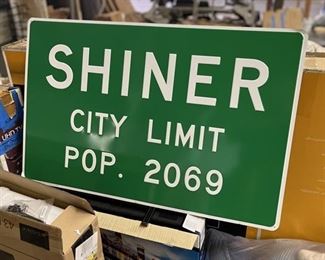 SHINER
CITY LIMIT
POP. 2069